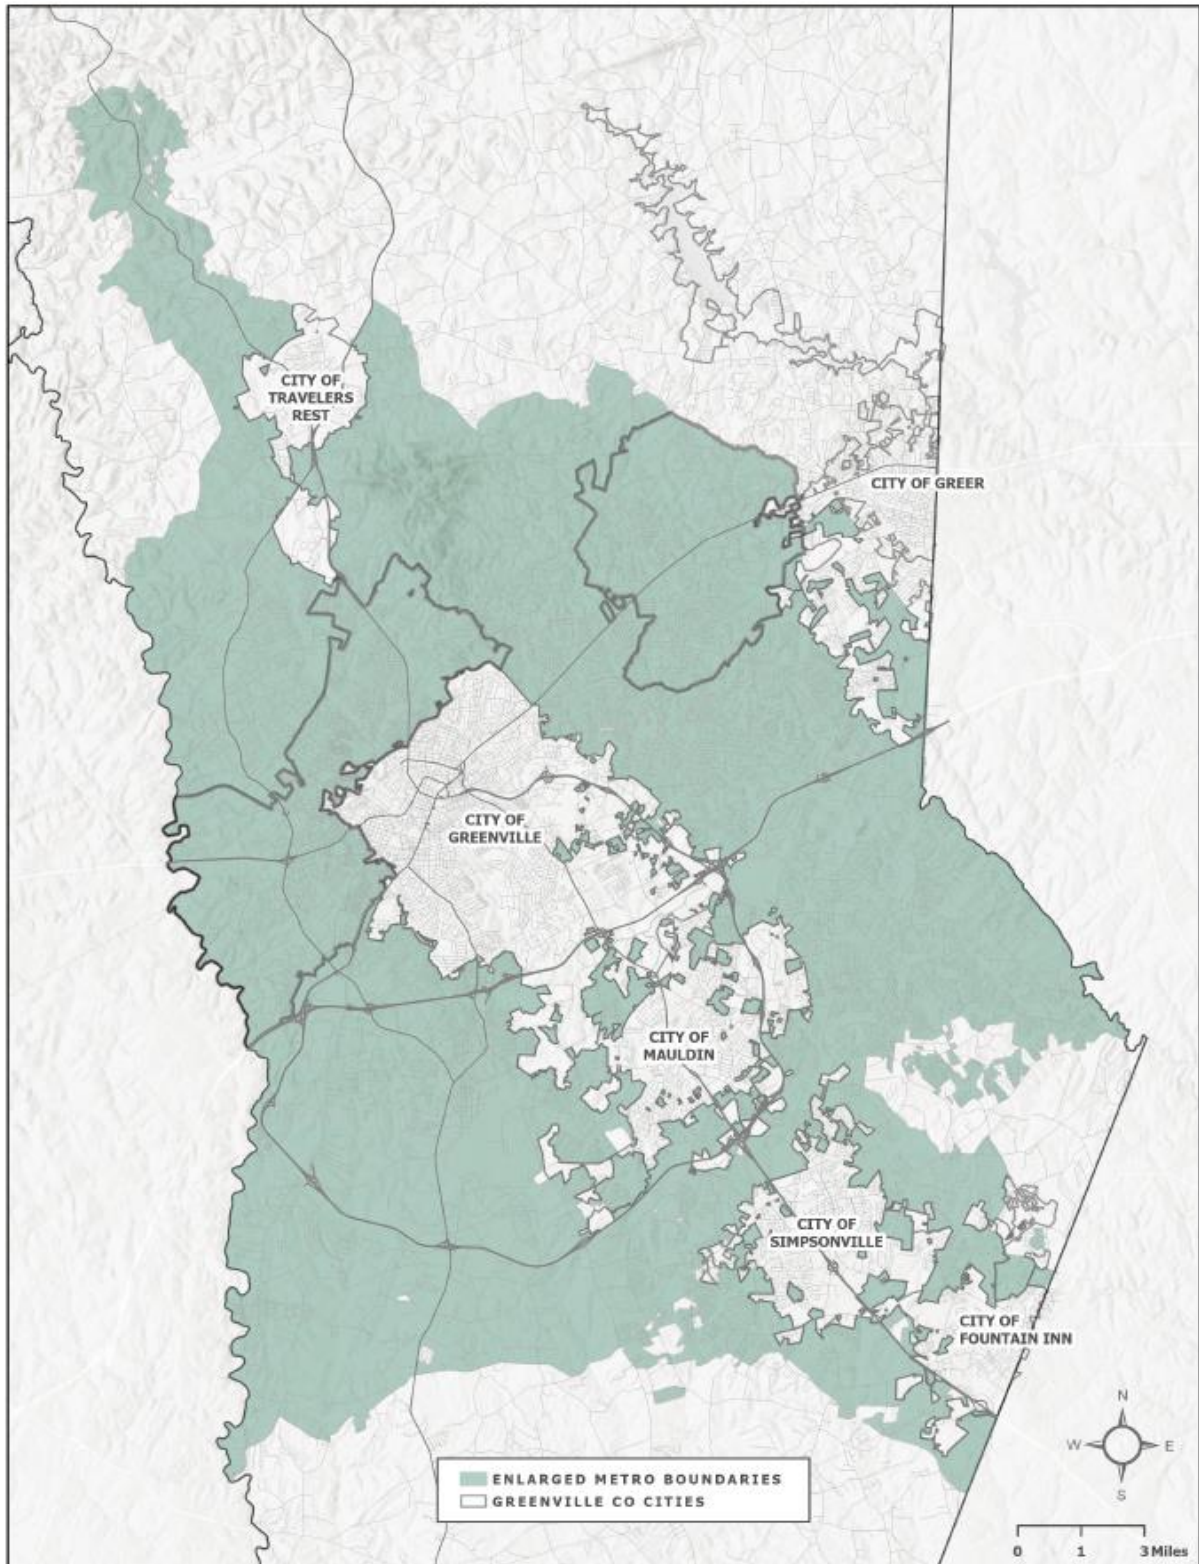 CITY OF
TRAVELERS
REST
CITY OF GREER
CITY OF
GREENVILLE
CITY OF
MAULDIN
CITY OF
SIMPSONVILLE
CITY OF
FOUNTAIN INN
N
W E
S
ENLARGED METRO BOUNDARIES
GREENVILLE CO CITIES
0 1 3 Miles